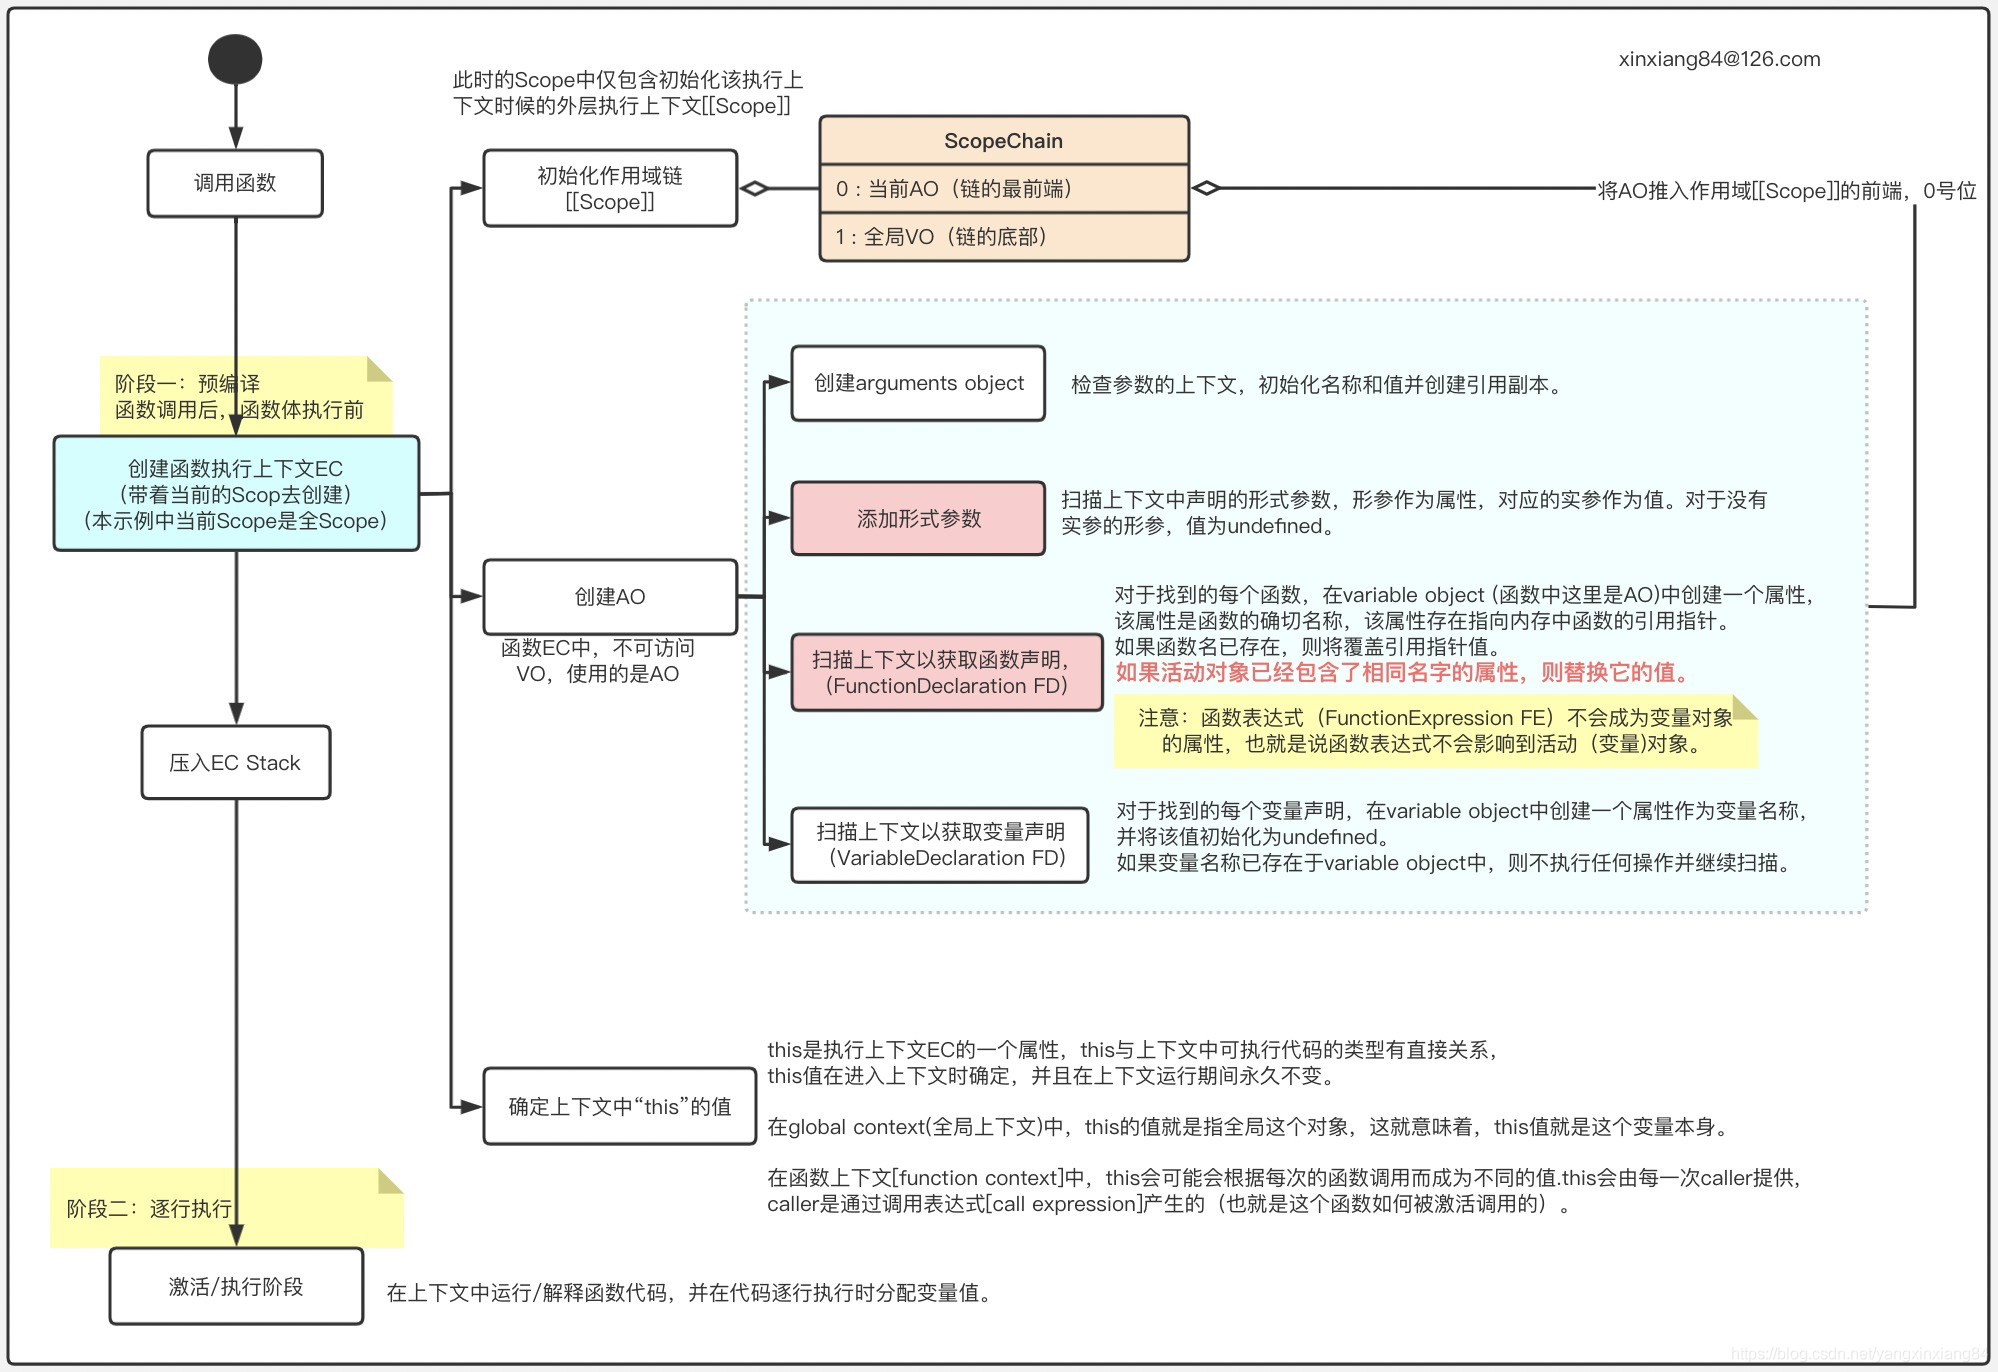 xinxiang84@126.com
此时的Scope中仅包含初始化该执行上
下文时候的外层执行上下文[[Scope]]
调用函数
初始化作用域链
[[Scope]]
ScopeChain
0：当前AO（链的最前端）
1：全局VO（链的底部）
将AO推入作用域[[Scope]]的前端，0号位
阶段一：预编译
函数调用后，函数体执行前
创建函数执行上下文EC
（带着当前的Scop去创建）
（本示例中当前Scope是全Scope）
创建arguments object
检查参数的上下文，初始化名称和值并创建引用副本。
添加形式参数
扫描上下文中声明的形式参数，形参作为属性，对应的实参作为值。对于没有
实参的形参，值为undefined。
创建AO
函数EC中，不可访问
VO，使用的是AO
扫描上下文以获取函数声明，
（FunctionDeclaration FD）
对于找到的每个函数，在variable object (函数中这里是AO)中创建一个属性，
该属性是函数的确切名称，该属性存在指向内存中函数的引用指针。
如果函数名已存在，则将覆盖引用指针值。
如果活动对象已经包含了相同名字的属性，则替换它的值。
注意：函数表达式（FunctionExpression FE）不会成为变量对象
的属性，也就是说函数表达式不会影响到活动（变量)对象。
压入EC Stack
扫描上下文以获取变量声明
（VariableDeclaration FD）
对于找到的每个变量声明，在variable object中创建一个属性作为变量名称，
并将该值初始化为undefined。
如果变量名称已存在于variable object中，则不执行任何操作并继续扫描。
确定上下文中“this”的值
this是执行上下文EC的一个属性，this与上下文中可执行代码的类型有直接关系，
this值在进入上下文时确定，并且在上下文运行期间永久不变。
在global context(全局上下文)中，this的值就是指全局这个对象，这就意味着，this值就是这个变量本身。
在函数上下文[function context]中，this会可能会根据每次的函数调用而成为不同的值.this会由每一次caller提供，
caller是通过调用表达式[call expression]产生的（也就是这个函数如何被激活调用的）。
阶段二：逐行执行
激活/执行阶段
在上下文中运行/解释函数代码，并在代码逐行执行时分配变量值。
https://blog.csdn.net/yangxinxiang84